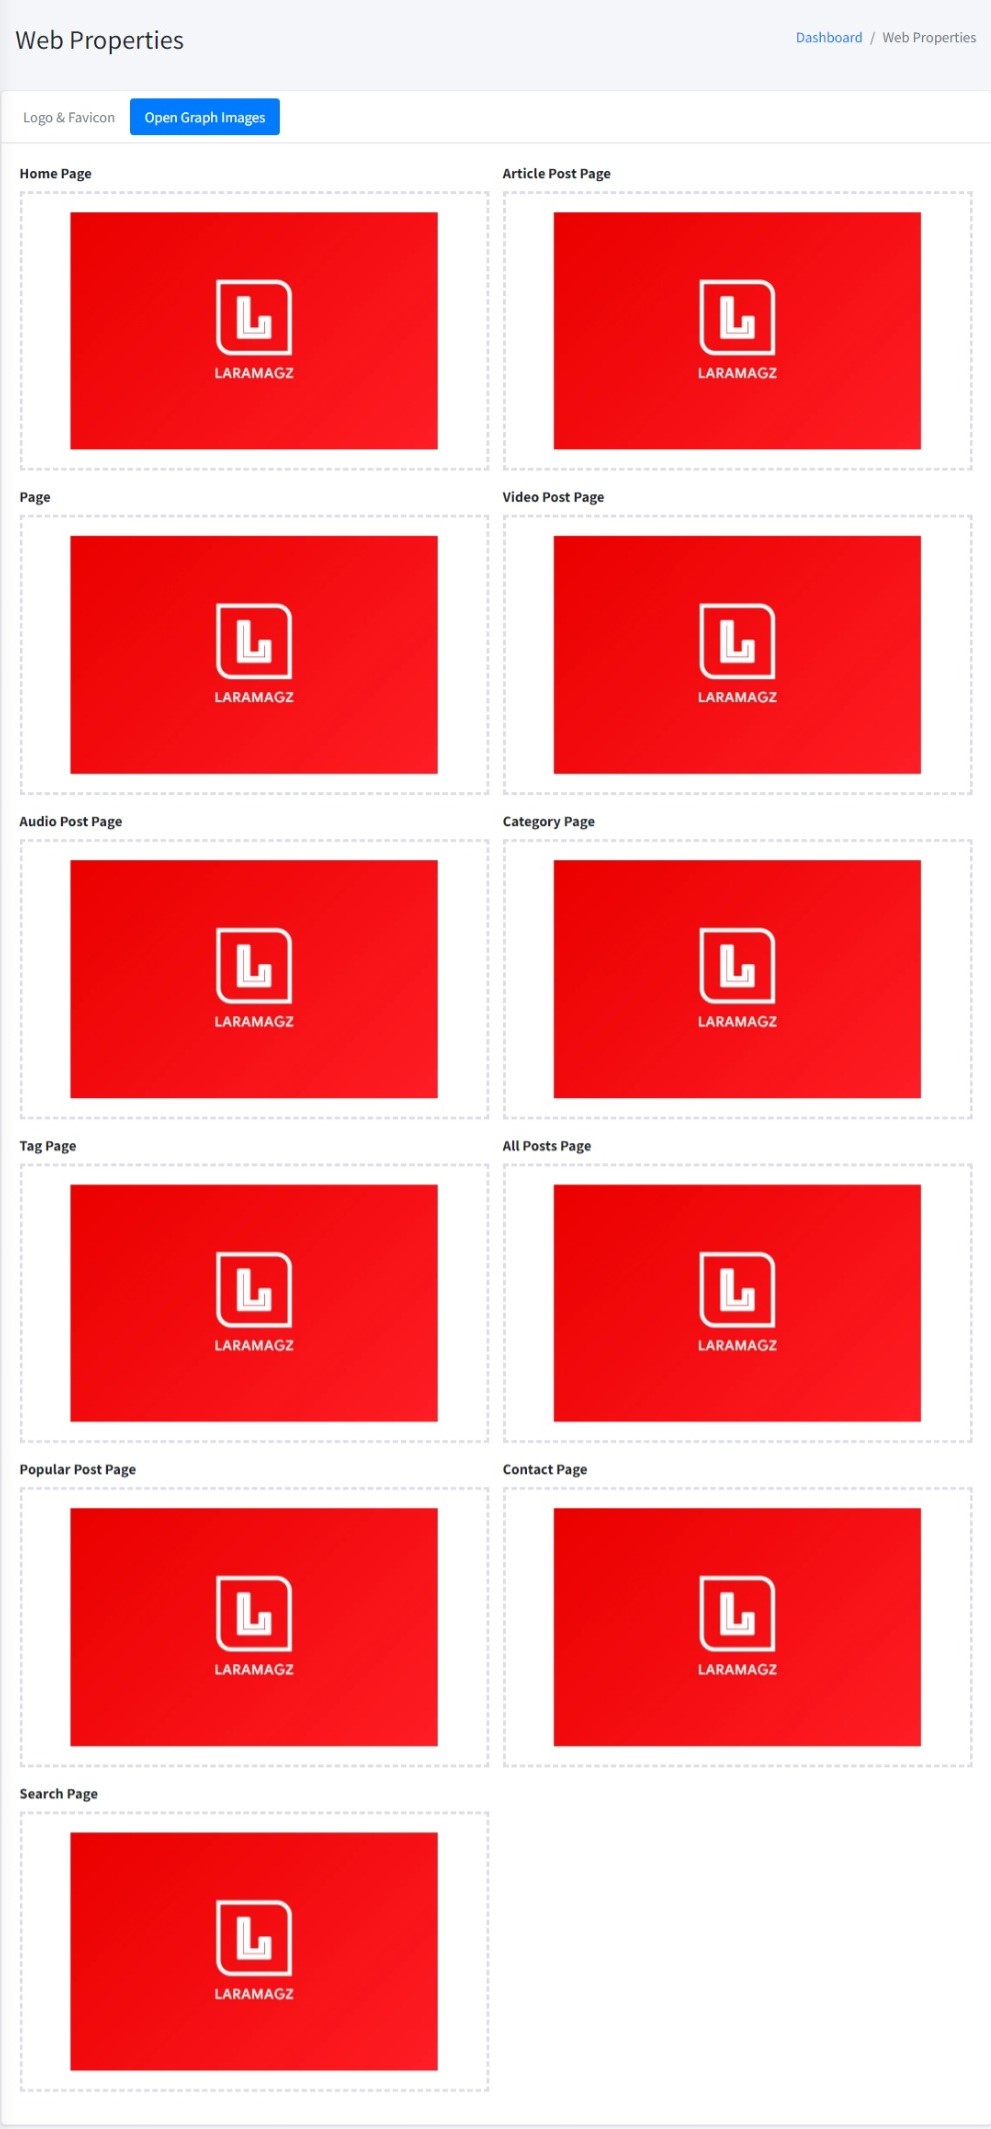 Web Properties
Dashboard / Web Properties
Logo & Favicon
Open Graph Images
Home Page
LARAMAGZ
Article Post Page
LARAMAGZ
Page
LARAMAGZ
Video Post Page
LARAMAGZ
Audio Post Page
LARAMAGZ
Category Page
LARAMAGZ
Tag Page
LARAMAGZ
All Posts Page
LARAMAGZ
Popular Post Page
LARAMAGZ
Contact Page
LARAMAGZ
Search Page
LARAMAGZ